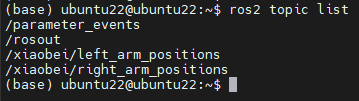 (base) ubuntu22@ubuntu22:~$ ros2 topic list
/parameter_events
/rosout
/xiaobei/left_arm_positions
/xiaobei/right_arm_positions
(base) ubuntu22@ubuntu22:~$